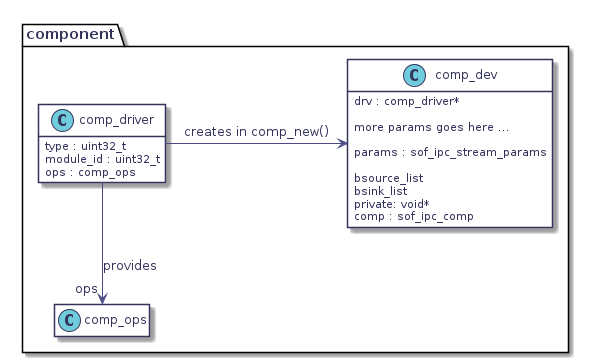 component
C comp_driver
type : uint32_t
module_id : uint32_t
ops : comp_ops
creates in comp_new()
C comp_dev
drv : comp_driver*
more params goes here ...
params : sof_ipc_stream_params
bsource_list
bsink_list
private: void*
comp : sof_ipc_comp
provides
ops
C comp_ops